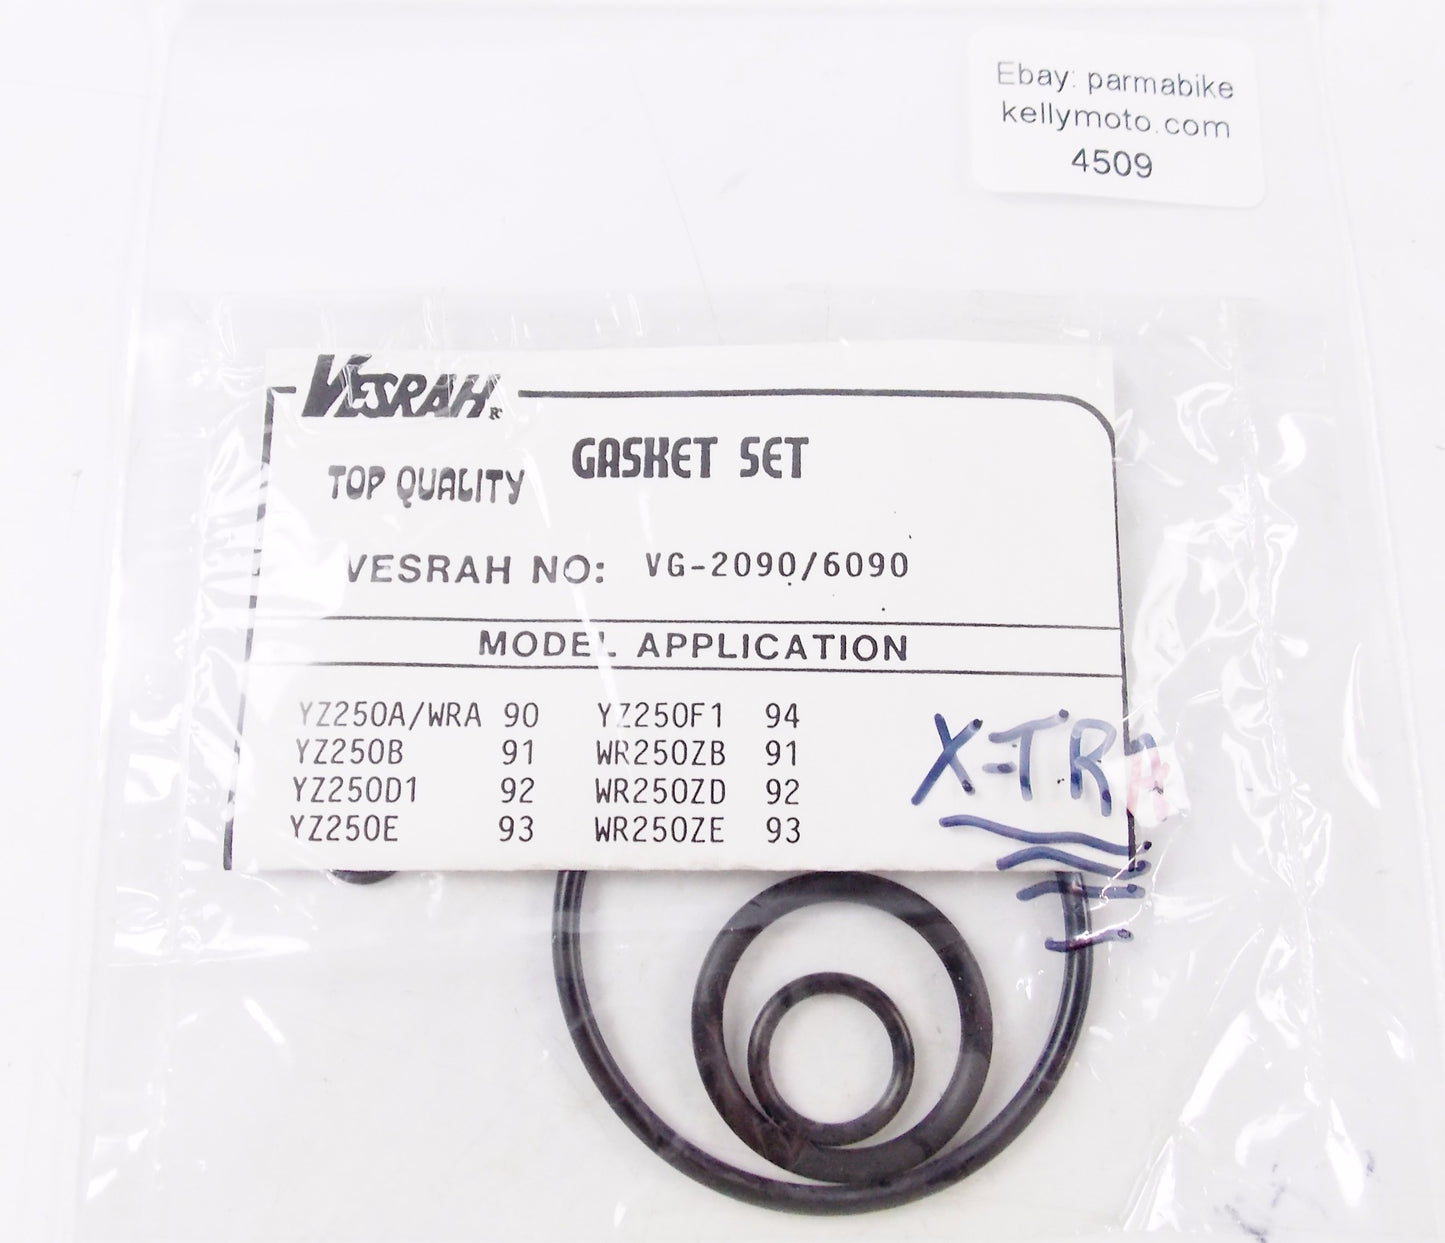 Ebay: parmabike
kellymoto.com
4509
VESRAH R
GASKET SET
TOP QUALITY
VESRAH NO: VG-2090/6090
MODEL APPLICATION
YZ250A/WRA 90 YZ250F1 94
YZ250B 91 WR250ZB 91
YZ250D1 92 WR250ZD 92
YZ250E 93 WR250ZE 93
X-TRA